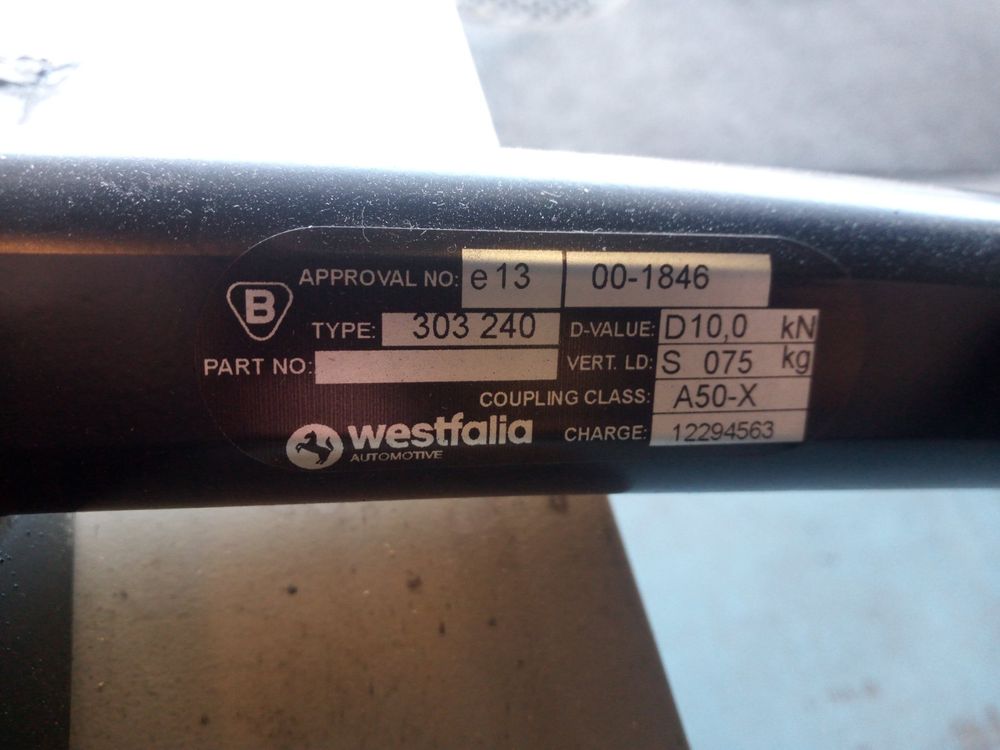 B
APPROVAL NO: e13 00-1846
TYPE: 303 240 D-VALUE: D10,0 kN
PART NO: VERT. LD: S 075 kg
COUPLING CLASS: A50-X
westfalia CHARGE: 12294563
AUTOMOTIVE